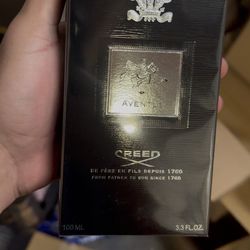 AVENTUS
CREED
DE PÈRE EN FILS DEPUIS 1760
FROM FATHER TO SON SINCE 1760
100 ML
3.3 FL.OZ.